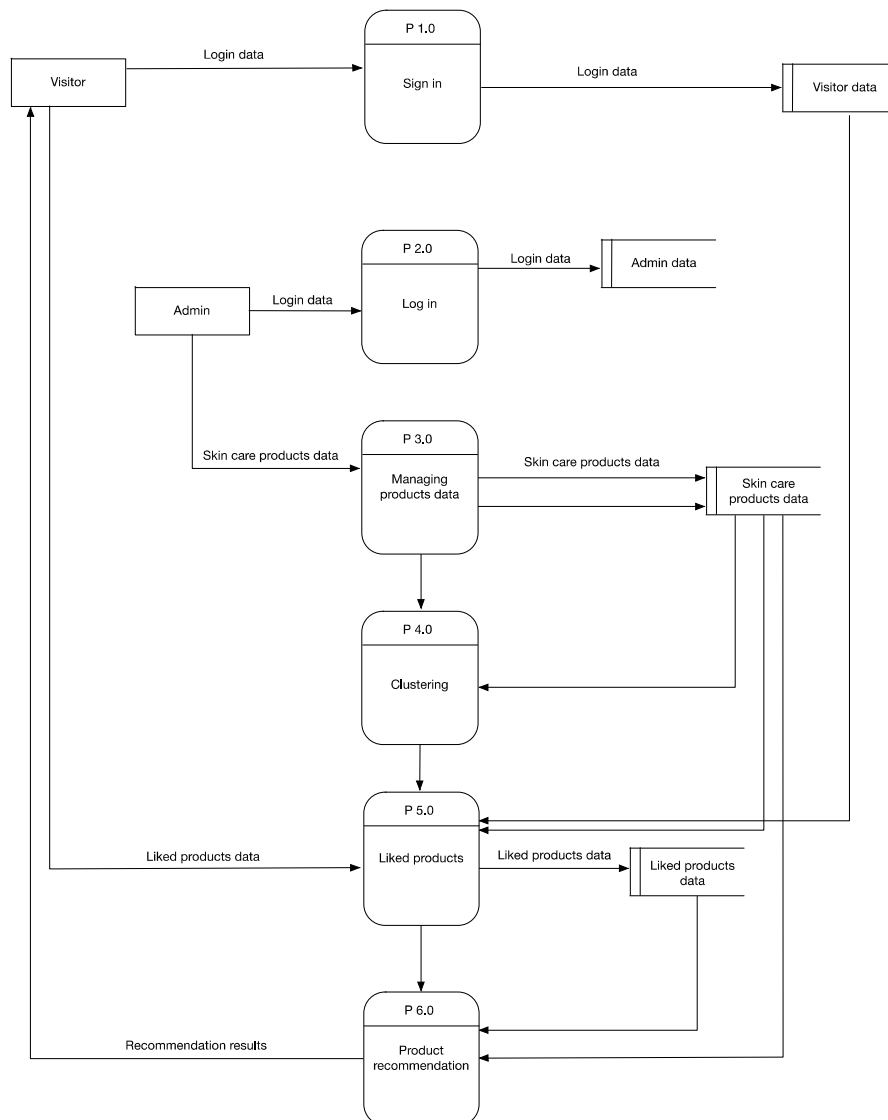 P 1.0
Login data
Visitor
Sign in
Login data
Visitor data
P 2.0
Login data
Admin data
Login data
Admin
Log in
P 3.0
Skin care products data
Managing
products data
Skin care products data
Skin care
products data
P 4.0
Clustering
P 5.0
Liked products data
Liked products
Liked products data
Liked products
data
P 6.0
Recommendation results
Product
recommendation